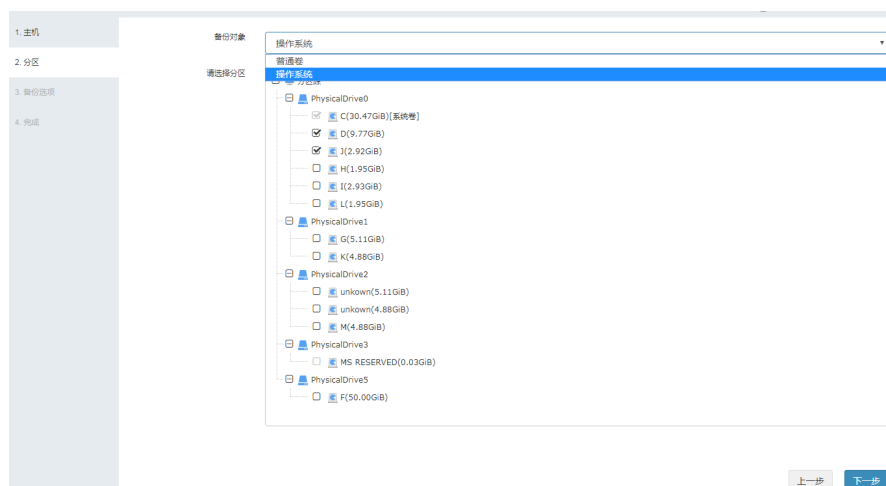 1. 主机
2. 分区
3. 备份选项
4. 完成
备份对象
操作系统
普通卷
操作系统
请选择分区
PhysicalDrive0
C(30.47GiB)[系统卷]
D(9.77GiB)
J(2.92GiB)
H(1.95GiB)
I(2.93GiB)
L(1.95GiB)
PhysicalDrive1
G(5.11GiB)
K(4.88GiB)
PhysicalDrive2
unkown(5.11GiB)
unkown(4.88GiB)
M(4.88GiB)
PhysicalDrive3
MS RESERVED(0.03GiB)
PhysicalDrive5
F(50.00GiB)
上一步
下一步